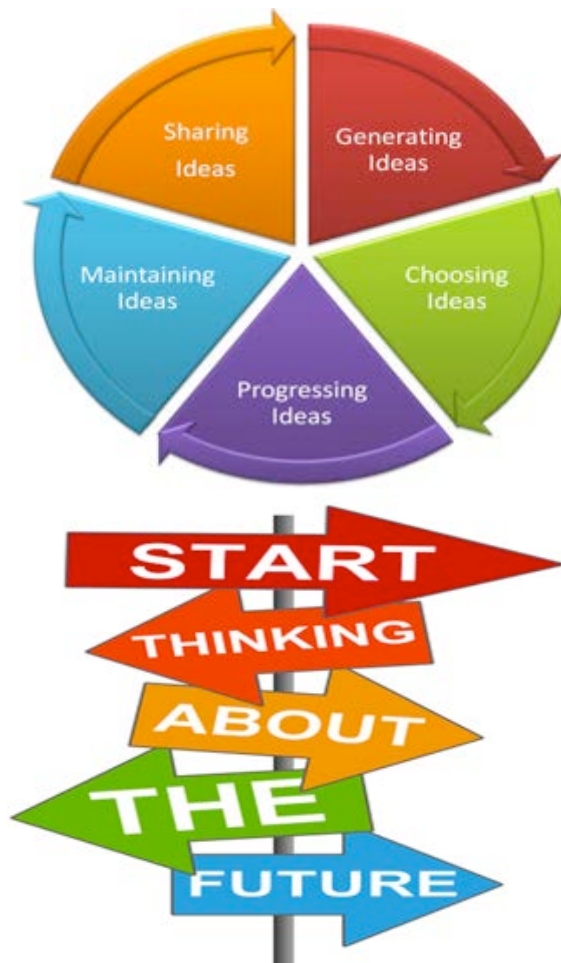 Sharing
Ideas
Generating
Ideas
Maintaining
Ideas
Choosing
Ideas
Progressing
Ideas
START
THINKING
ABOUT
THE
FUTURE